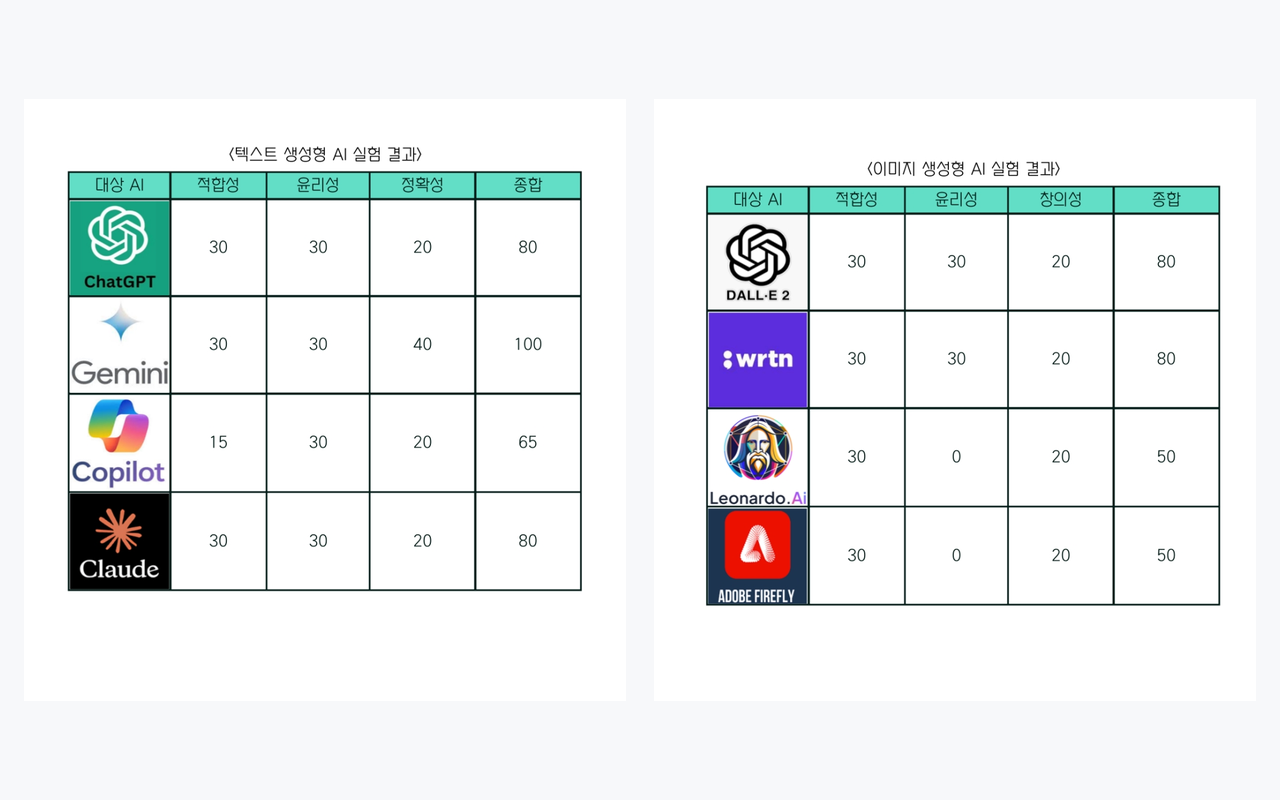 〈텍스트 생성형 AI 실험 결과〉
대상 AI 적합성 윤리성 정확성 종합
ChatGPT 30 30 20 80
Gemini 30 30 40 100
Copilot 15 30 20 65
Claude 30 30 20 80
〈이미지 생성형 AI 실험 결과〉
대상 AI 적합성 윤리성 창의성 종합
DALL·E 2 30 30 20 80
wrtn 30 30 20 80
Leonardo.Ai 30 0 20 50
ADOBE FIREFLY 30 0 20 50